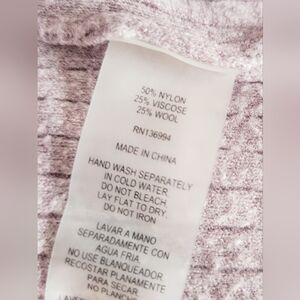 50% NYLON
25% VISCOSE
25% WOOL
RN136994
MADE IN CHINA
HAND WASH SEPARATELY
IN COLD WATER
DO NOT BLEACH
LAY FLAT TO DRY
DO NOT IRON
LAVAR A MANO
SEPARADAMENTE CON
AGUA FRIA
NO USE BLANQUEADOR
RECOSTAR PLANAMENTE
PARA SECAR
NO PLANCHE